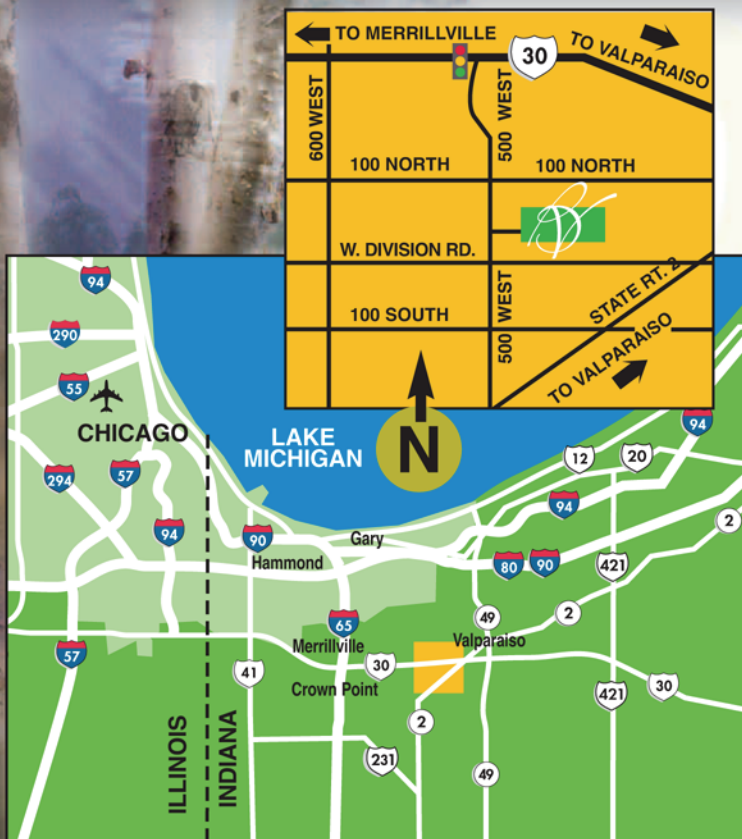 TO MERRILLVILLE
30
TO VALPARAISO
600 WEST
500 WEST
100 NORTH
100 NORTH
W. DIVISION RD.
500 WEST
STATE RT. 2
100 SOUTH
TO VALPARAISO
94
290
55
CHICAGO
LAKE
MICHIGAN
N
94
12
20
57
294
94
94
2
90
Gary
Hammond
80
90
421
65
49
2
Merrillville
Valparaiso
57
41
30
Crown Point
421
30
2
ILLINOIS
INDIANA
231
49